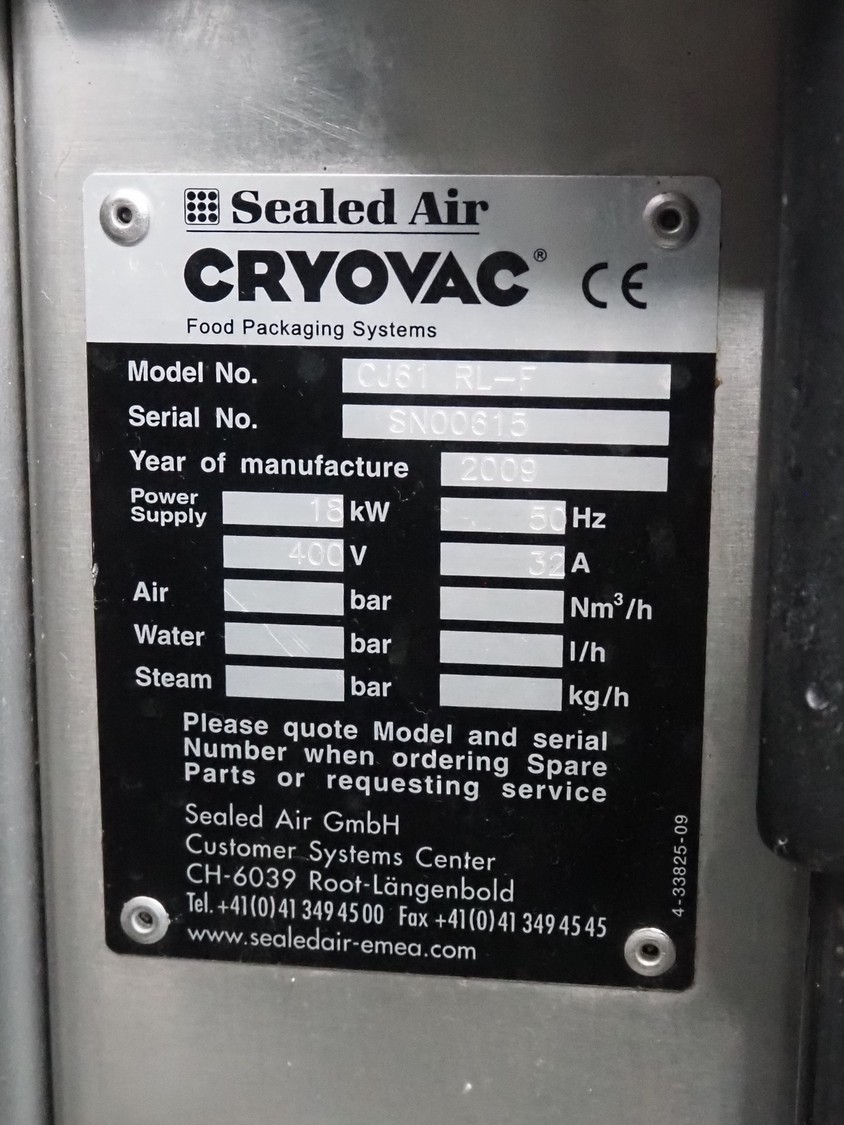 Sealed Air
CRYOVAC®
CE
Food Packaging Systems
Model No. CJ61 RL-F
Serial No. SN00615
Year of manufacture 2009
Power Supply 18 kW 50 Hz
400 V 32 A
Air bar Nm³/h
Water bar l/h
Steam bar kg/h
Please quote Model and serial
Number when ordering Spare
Parts or requesting service
Sealed Air GmbH
Customer Systems Center
CH-6039 Root-Längenbold
Tel. +41(0)41 349 45 00 Fax +41(0)41 349 45 45
www.sealedair-emea.com
4-33825-09